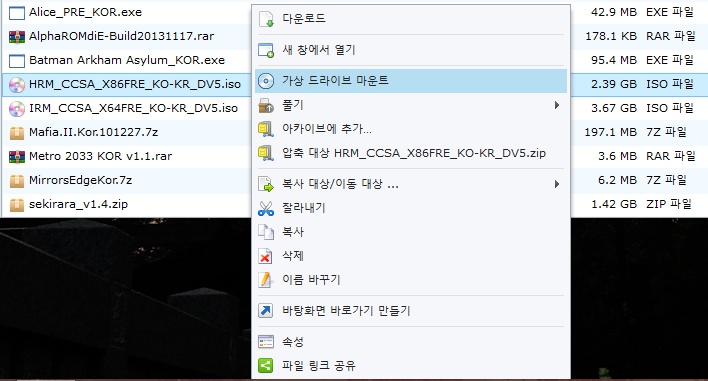 Alice_PRE_KOR.exe 42.9 MB EXE 파일
다운로드
AlphaROMdiE-Build20131117.rar 178.1 KB RAR 파일
새 창에서 열기
Batman Arkham Asylum_KOR.exe 95.4 MB EXE 파일
HRM_CCSA_X86FRE_KO-KR_DV5.iso 가상 드라이브 마운트 2.39 GB ISO 파일
IRM_CCSA_X64FRE_KO-KR_DV5.iso 풀기 3.67 GB ISO 파일
Mafia.II.Kor.101227.7z 아카이브에 추가... 197.1 MB 7Z 파일
Metro 2033 KOR v1.1.rar 압축 대상 HRM_CCSA_X86FRE_KO-KR_DV5.zip 3.6 MB RAR 파일
MirrorsEdgeKor.7z 복사 대상/이동 대상 ... 6.2 MB 7Z 파일
sekirara_v1.4.zip 잘라내기 1.42 GB ZIP 파일
복사
삭제
이름 바꾸기
바탕화면 바로가기 만들기
속성
파일 링크 공유